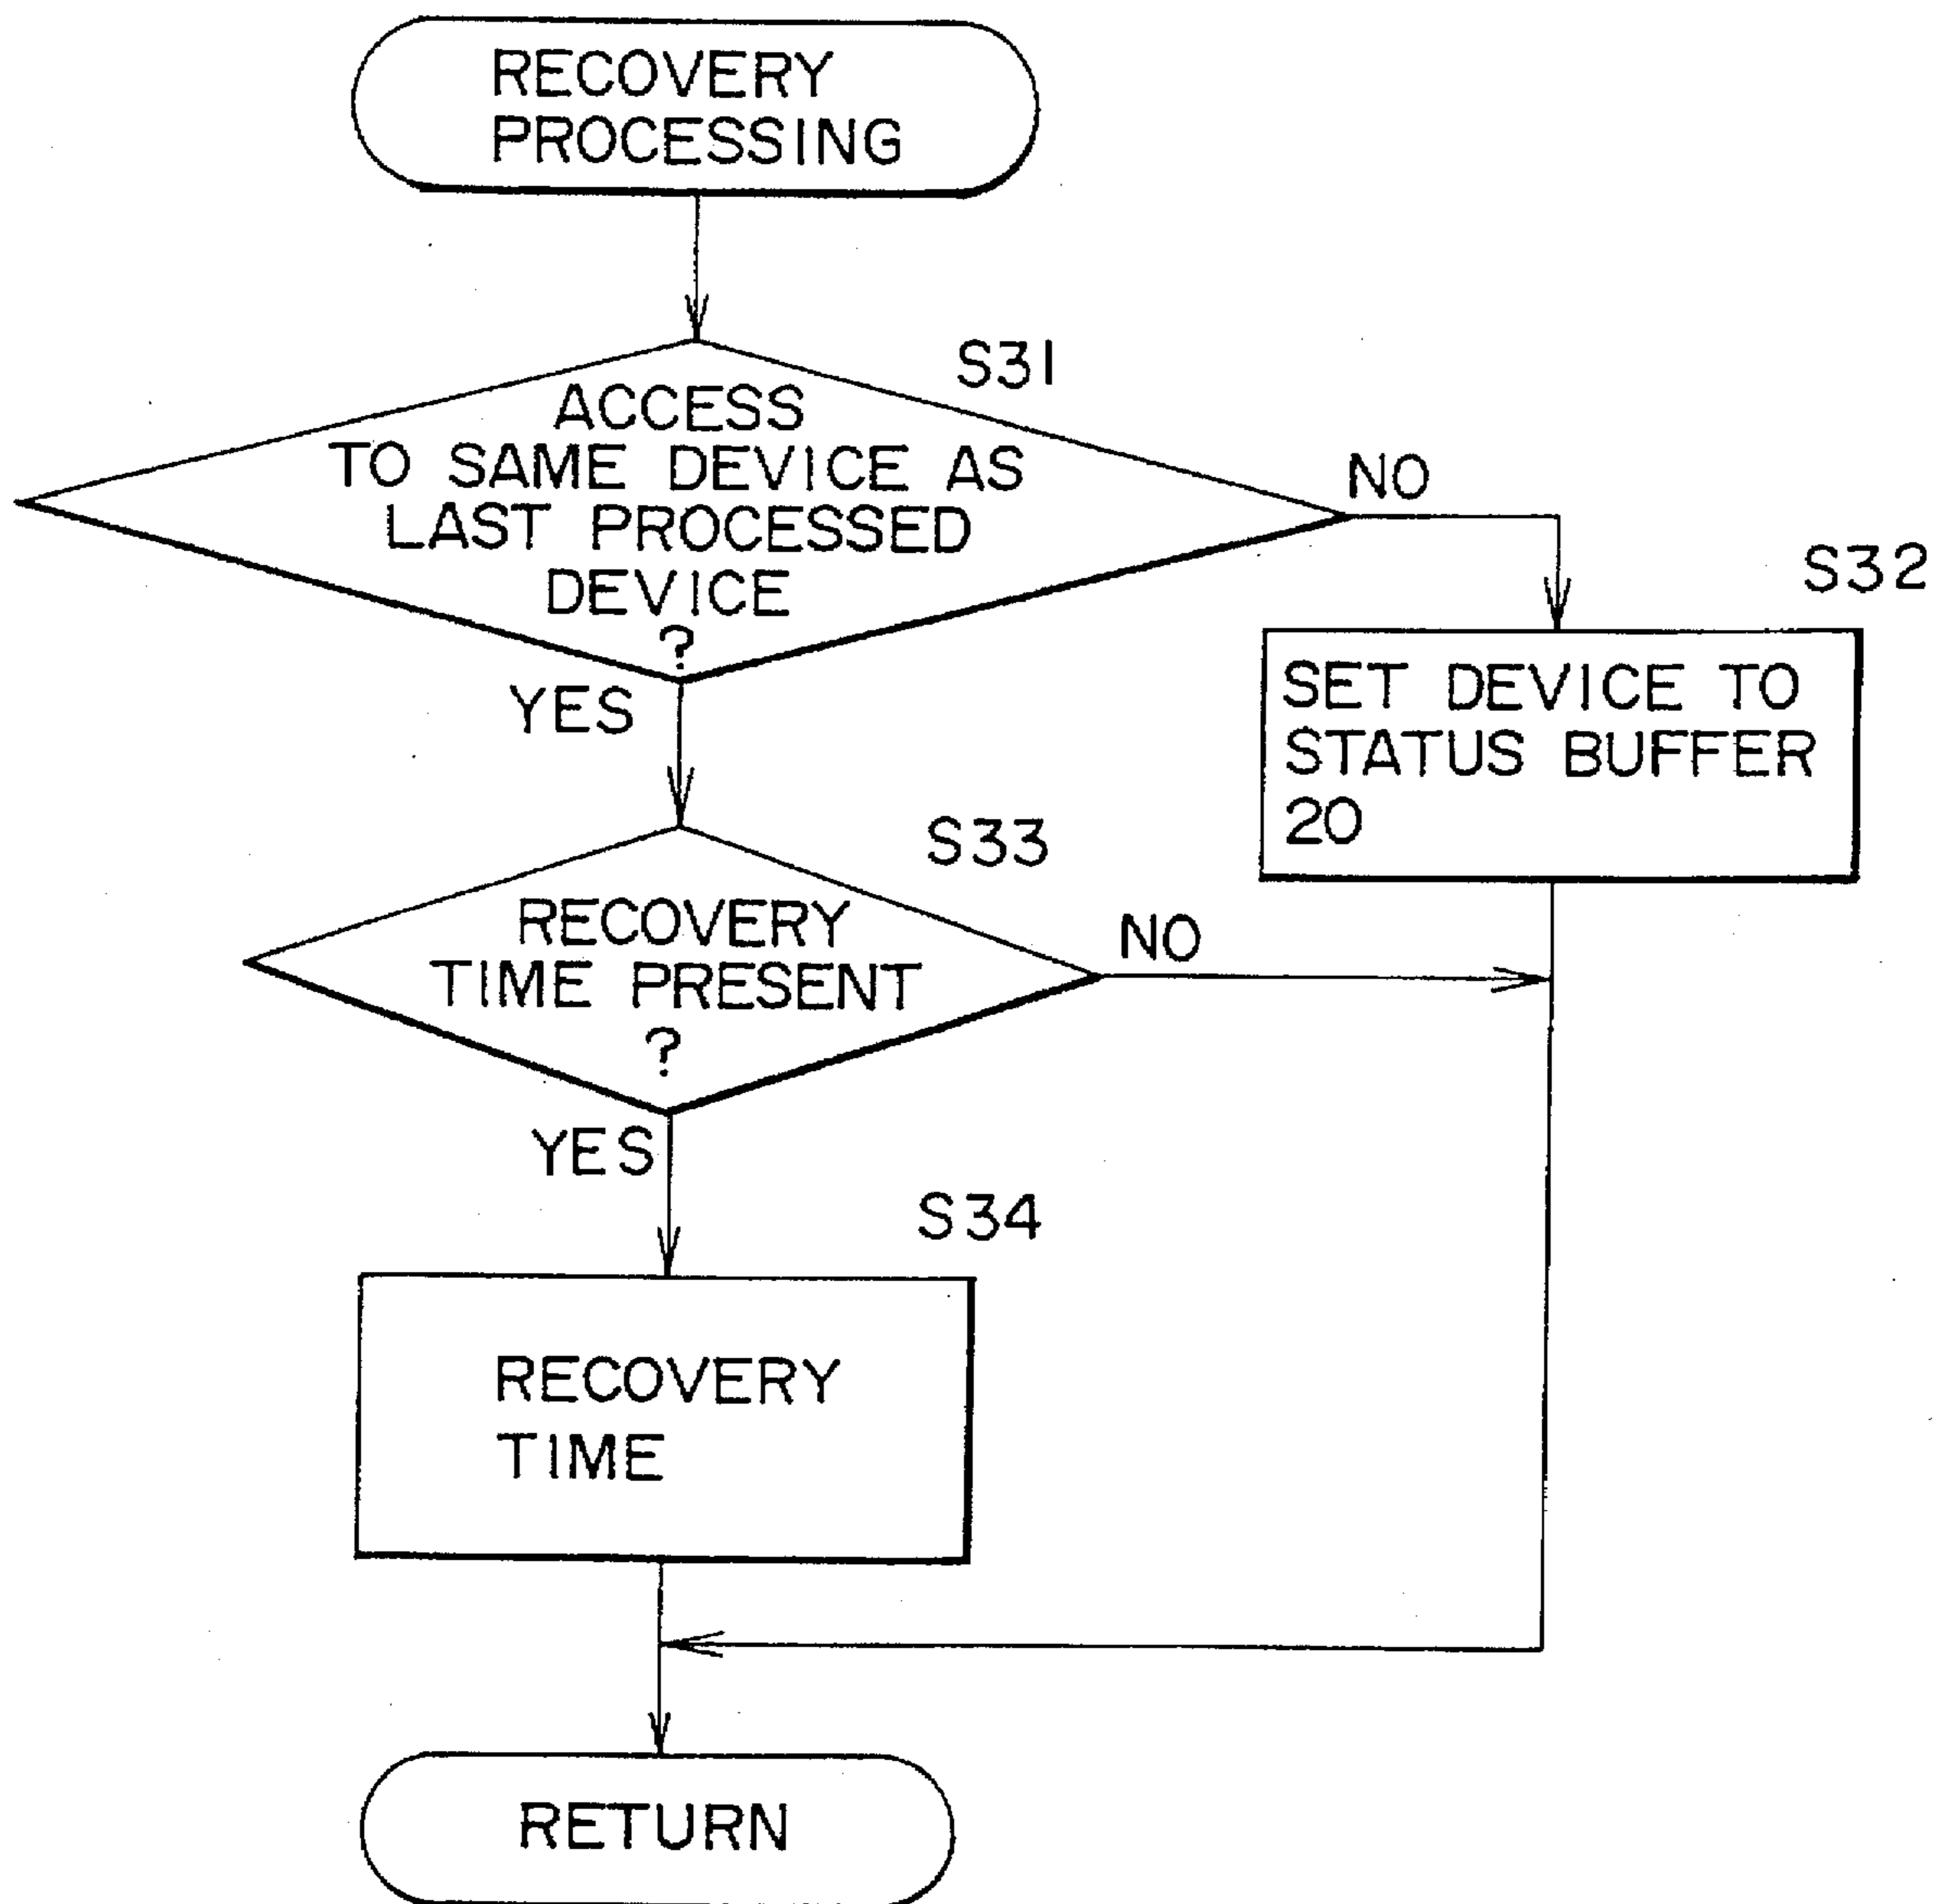 RECOVERY
PROCESSING
S31
ACCESS
TO SAME DEVICE AS
LAST PROCESSED
DEVICE
?
NO
YES
S32
SET DEVICE TO
STATUS BUFFER
20
S33
RECOVERY
TIME PRESENT
?
NO
YES
S34
RECOVERY
TIME
RETURN